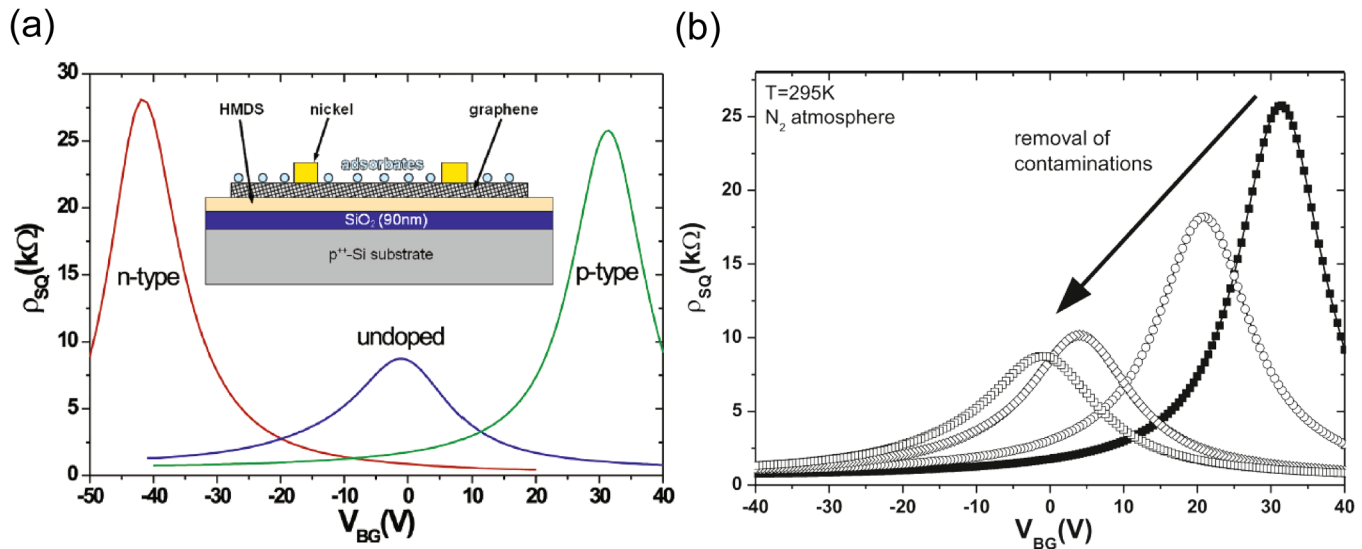 (a)
30
25
20
15
10
5
0
ρSQ(kΩ)
HMDS
nickel
graphene
adsorbates
SiO₂ (90nm)
p⁺⁺-Si substrate
n-type
undoped
p-type
-50 -40 -30 -20 -10 0 10 20 30 40
VBG(V)
(b)
25
20
15
10
5
0
ρSQ(kΩ)
T=295K
N₂ atmosphere
removal of
contaminations
-40 -30 -20 -10 0 10 20 30 40
VBG(V)